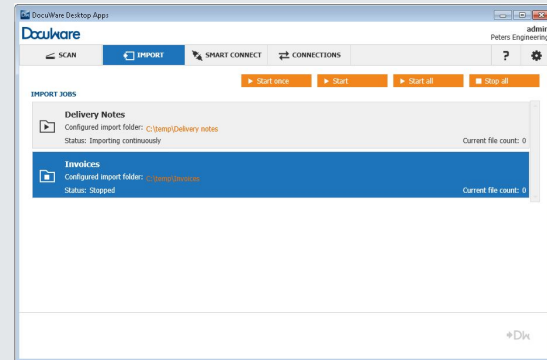 DocuWare Desktop Apps
DocuWare
admin
Peters Engineering
SCAN
IMPORT
SMART CONNECT
CONNECTIONS
?
Start once
Start
Start all
Stop all
IMPORT JOBS
Delivery Notes
Configured import folder: C:\temp\Delivery notes
Status: Importing continuously
Current file count: 0
Invoices
Configured import folder: C:\temp\Invoices
Status: Stopped
Current file count: 0
DW